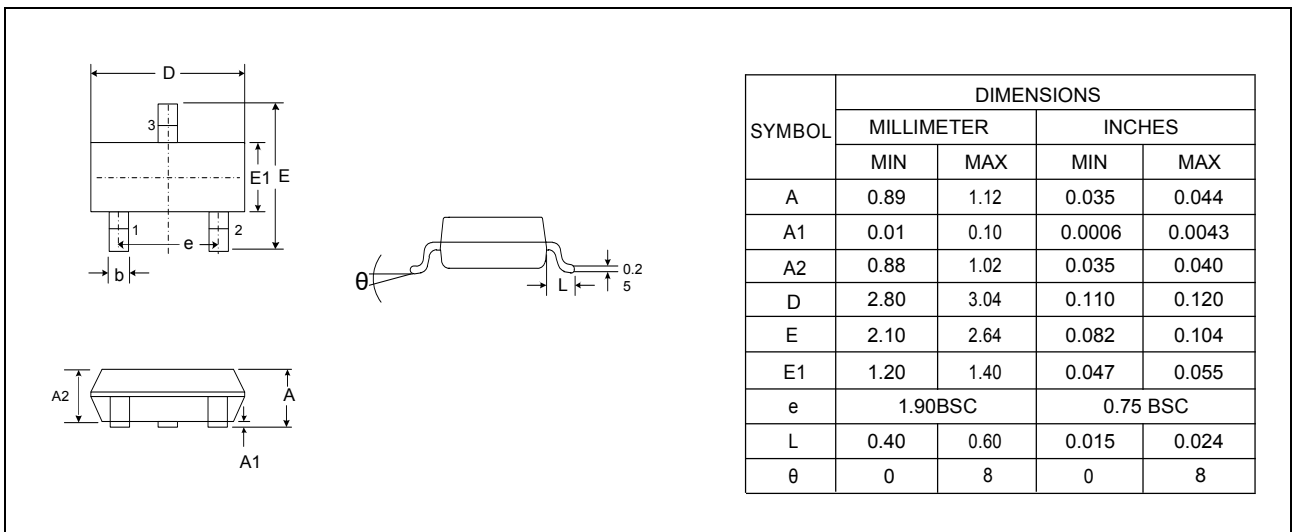 D
3
E1
E
1
e
2
b
θ
L
0.2
5
A2
A
A1
SYMBOL
DIMENSIONS
MILLIMETER INCHES
MIN MAX MIN MAX
A 0.89 1.12 0.035 0.044
A1 0.01 0.10 0.0006 0.0043
A2 0.88 1.02 0.035 0.040
D 2.80 3.04 0.110 0.120
E 2.10 2.64 0.082 0.104
E1 1.20 1.40 0.047 0.055
e 1.90BSC 0.75 BSC
L 0.40 0.60 0.015 0.024
θ 0 8 0 8